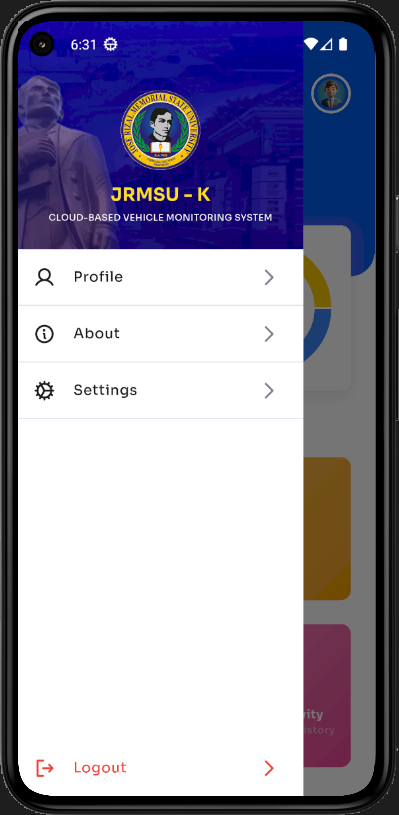 6:31
JOSE RIZAL MEMORIAL STATE UNIVERSITY
JRMSU - K
CLOUD-BASED VEHICLE MONITORING SYSTEM
Profile
About
Settings
vity
istory
Logout